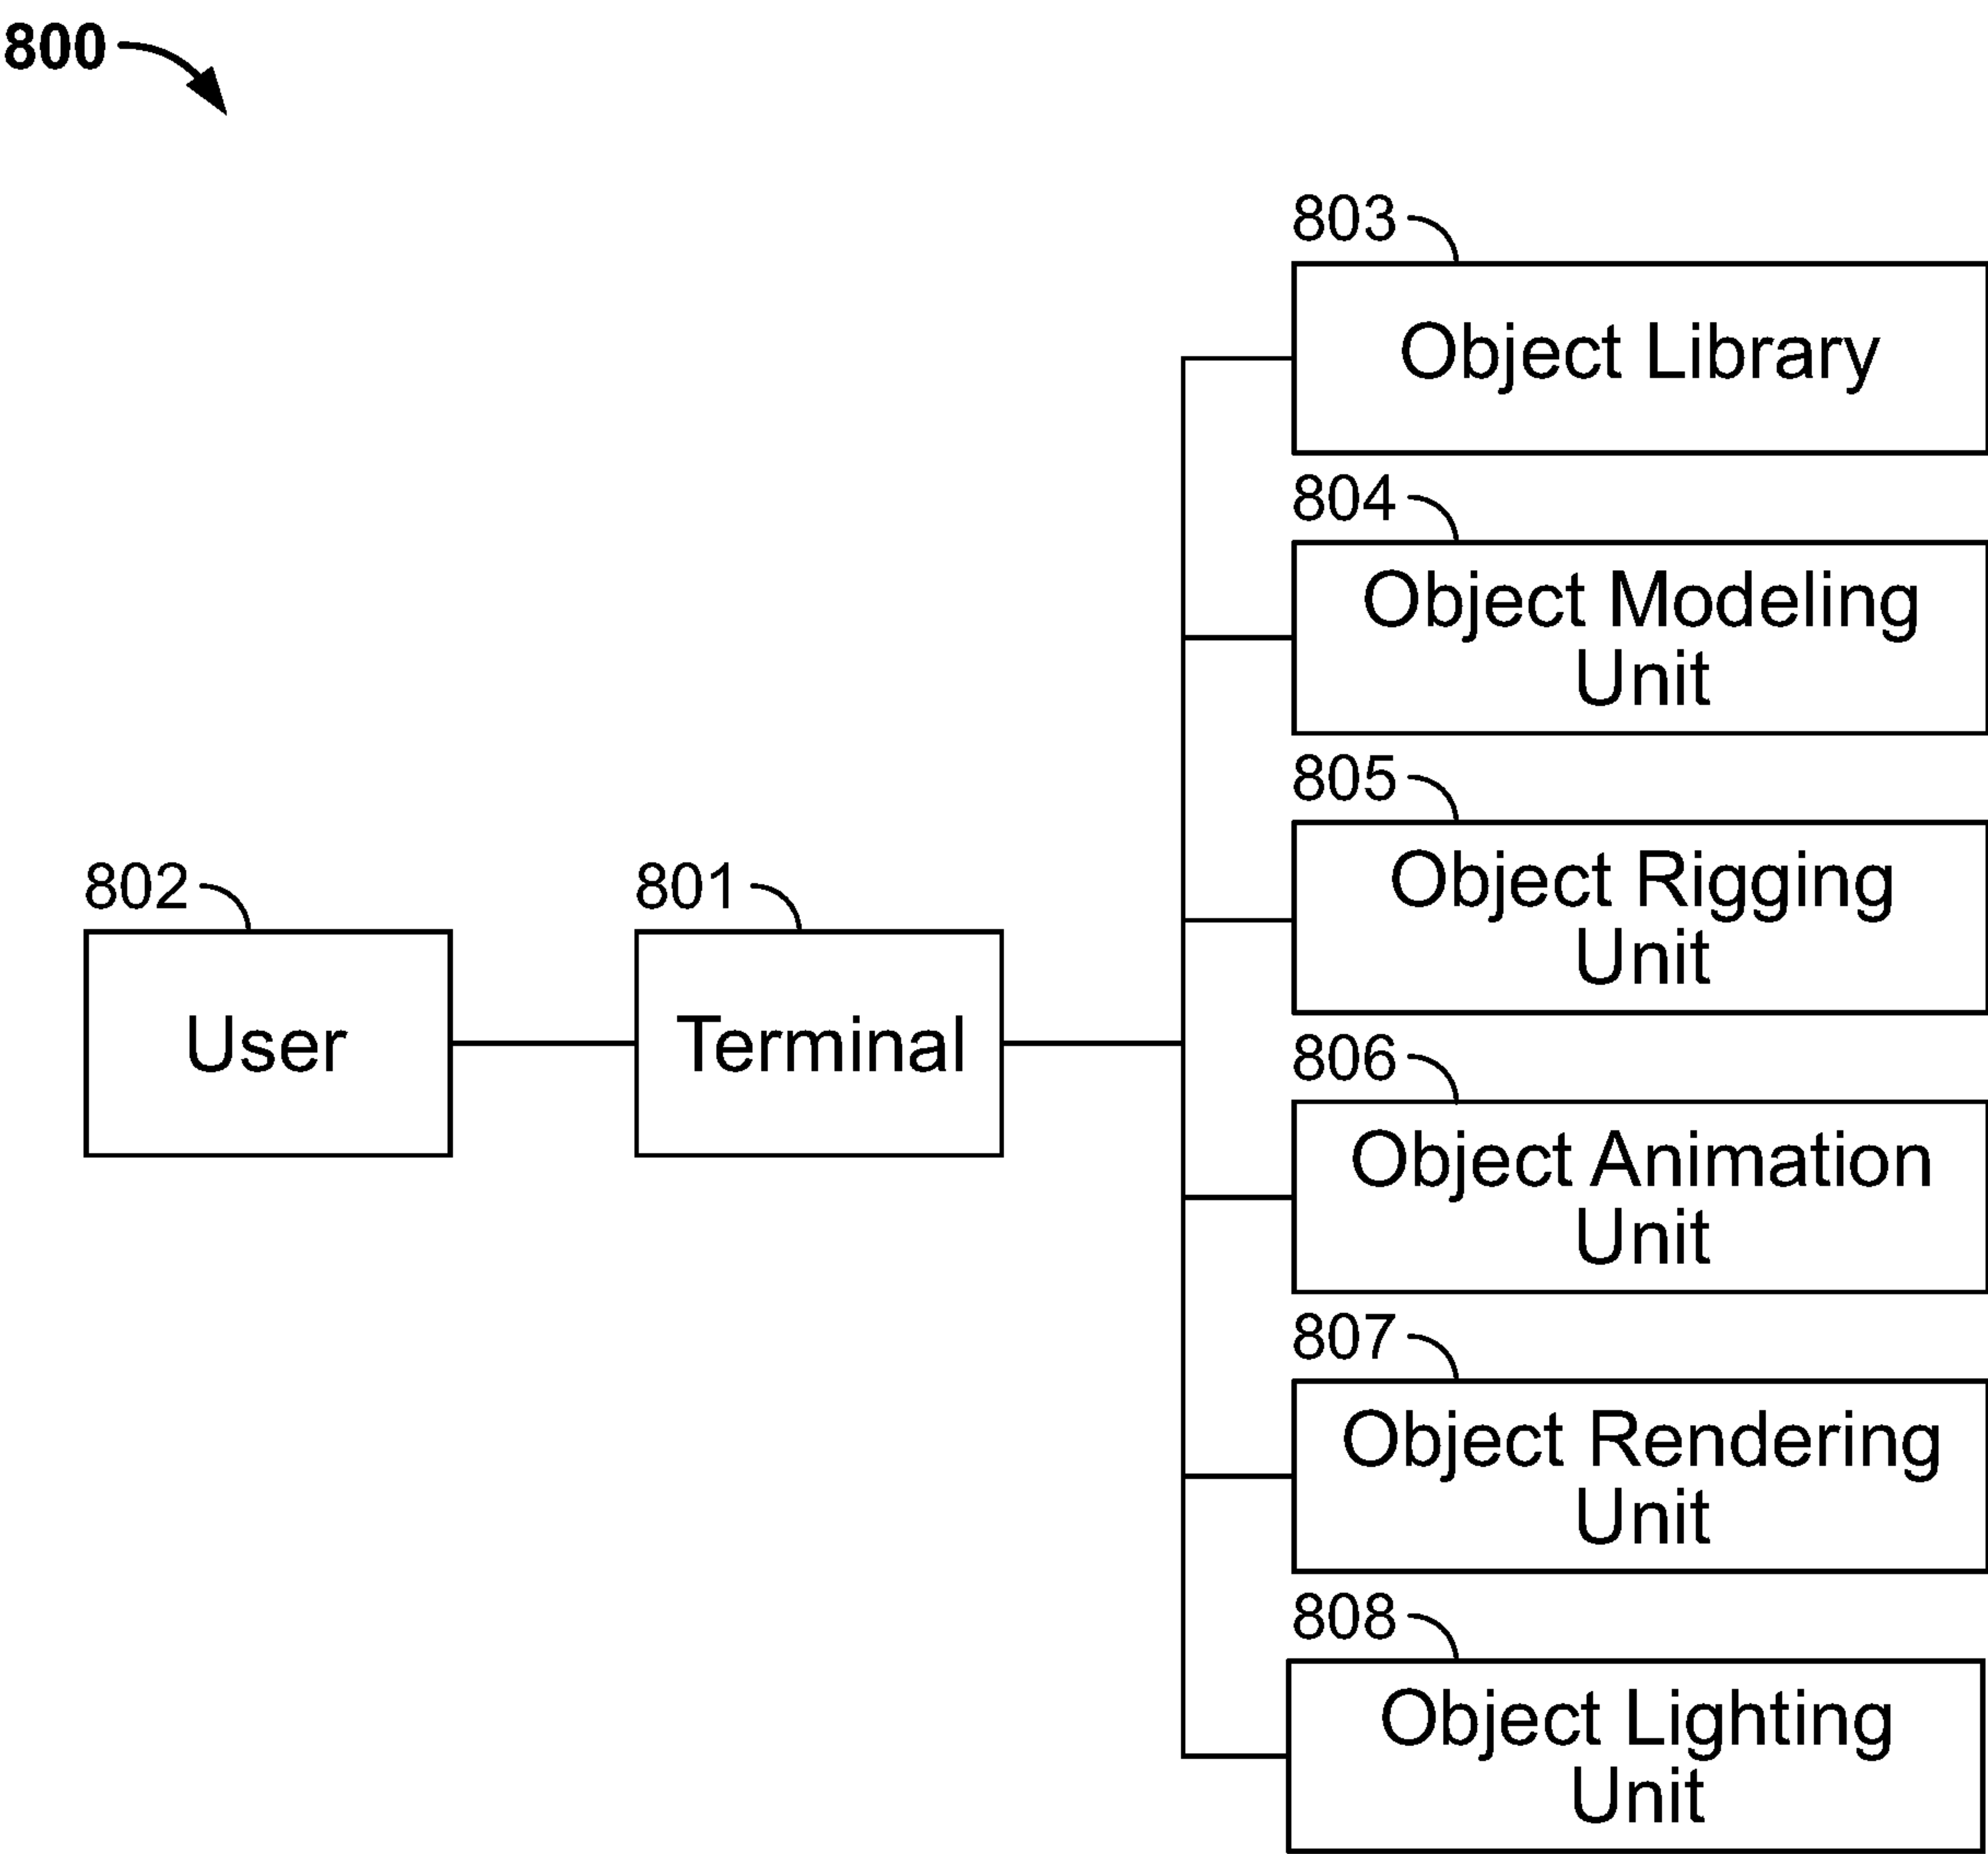 800
803
Object Library
804
Object Modeling
Unit
805
Object Rigging
Unit
802
User
801
Terminal
806
Object Animation
Unit
807
Object Rendering
Unit
808
Object Lighting
Unit